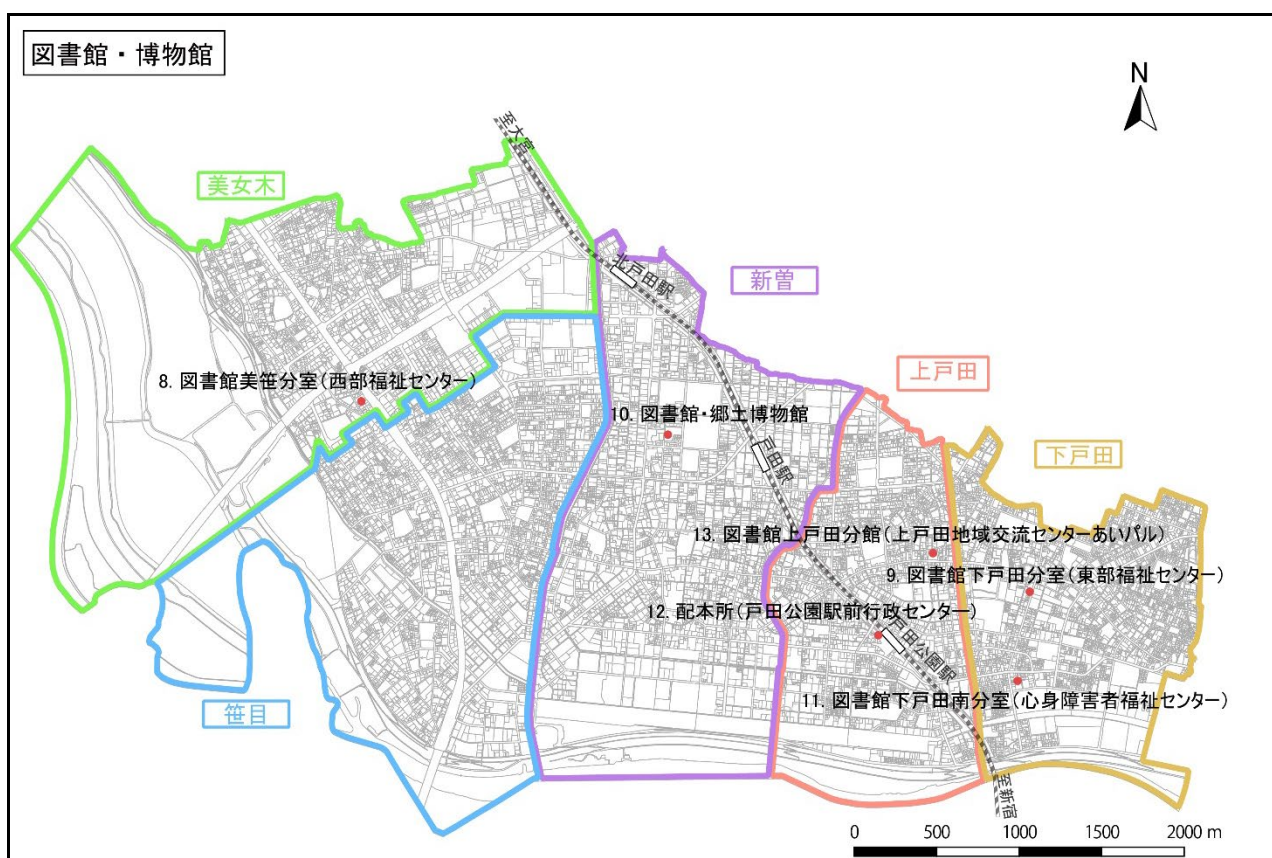 図書館・博物館
N
至大宮
美女木
北戸田駅
新曽
上戸田
8. 図書館美笹分室(西部福祉センター)
10. 図書館・郷土博物館
戸田駅
下戸田
13. 図書館上戸田分館(上戸田地域交流センターあいパル)
9. 図書館下戸田分室(東部福祉センター)
12. 配本所(戸田公園駅前行政センター)
戸田公園駅
11. 図書館下戸田南分室(心身障害者福祉センター)
笹目
至新宿
0 500 1000 1500 2000 m